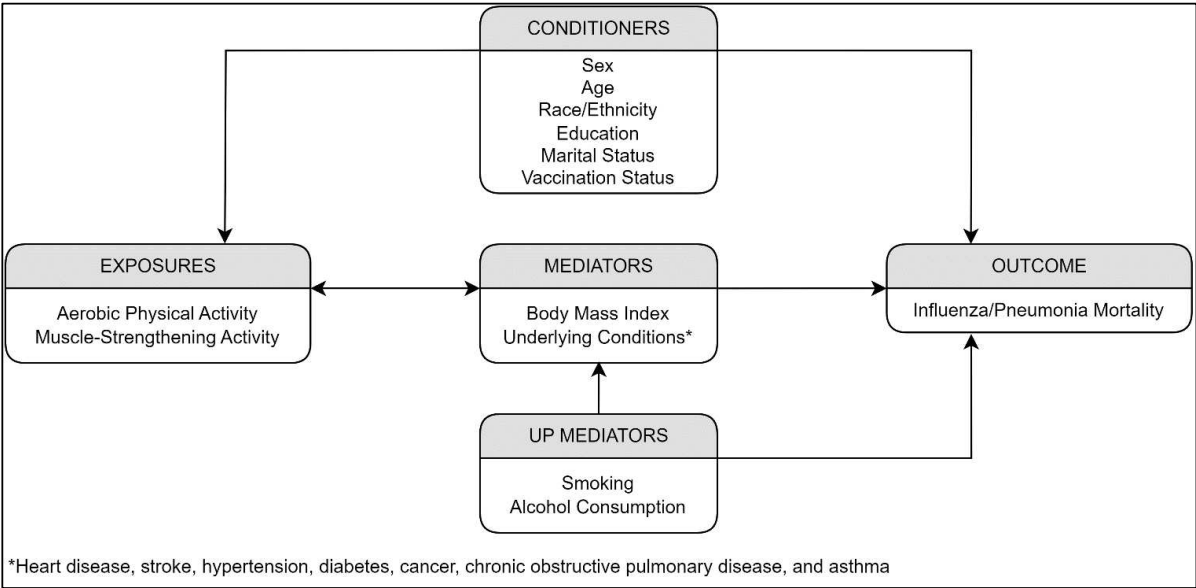 CONDITIONERS
Sex
Age
Race/Ethnicity
Education
Marital Status
Vaccination Status
EXPOSURES
Aerobic Physical Activity
Muscle-Strengthening Activity
MEDIATORS
Body Mass Index
Underlying Conditions*
OUTCOME
Influenza/Pneumonia Mortality
UP MEDIATORS
Smoking
Alcohol Consumption
*Heart disease, stroke, hypertension, diabetes, cancer, chronic obstructive pulmonary disease, and asthma